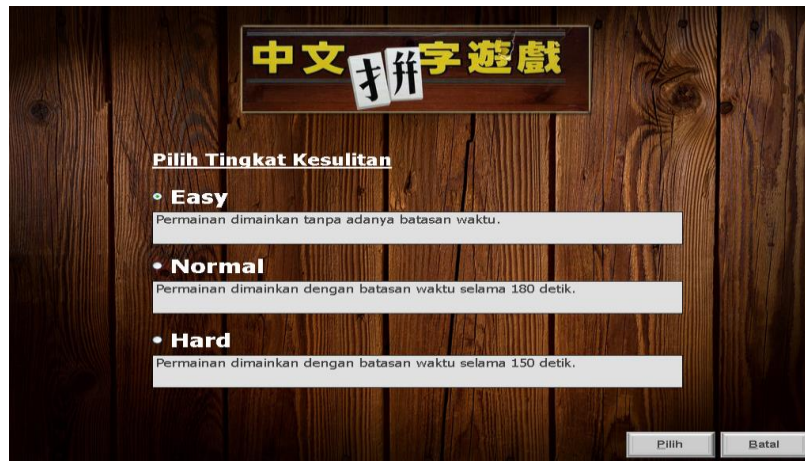 中文拼字遊戲
Pilih Tingkat Kesulitan
Easy
Permainan dimainkan tanpa adanya batasan waktu.
Normal
Permainan dimainkan dengan batasan waktu selama 180 detik.
Hard
Permainan dimainkan dengan batasan waktu selama 150 detik.
Pilih Batal